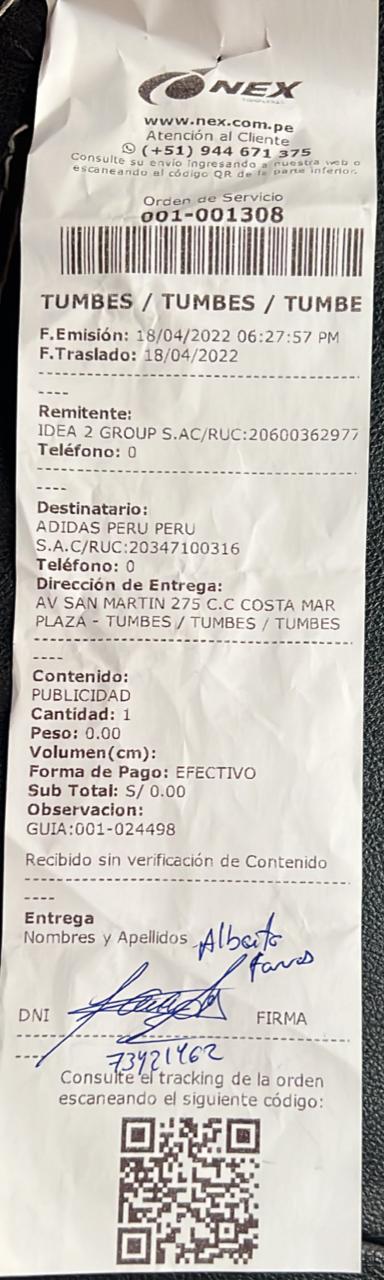 NEX
www.nex.com.pe
Atención al Cliente
(+51) 944 671 375
Consulte su envío ingresando a nuestra web o
escaneando el código QR de la parte inferior.
Orden de Servicio
001-001308
TUMBES / TUMBES / TUMBE
F.Emisión: 18/04/2022 06:27:57 PM
F.Traslado: 18/04/2022
----
Remitente:
IDEA 2 GROUP S.AC/RUC:20600362977
Teléfono: 0
----
Destinatario:
ADIDAS PERU PERU
S.A.C/RUC:20347100316
Teléfono: 0
Dirección de Entrega:
AV SAN MARTIN 275 C.C COSTA MAR
PLAZA - TUMBES / TUMBES / TUMBES
----
Contenido:
PUBLICIDAD
Cantidad: 1
Peso: 0.00
Volumen(cm):
Forma de Pago: EFECTIVO
Sub Total: S/ 0.00
Observacion:
GUIA:001-024498
Recibido sin verificación de Contenido
----
Entrega
Nombres y Apellidos Alberto
DNI FIRMA
73421462
----
Consulte el tracking de la orden
escaneando el siguiente código: